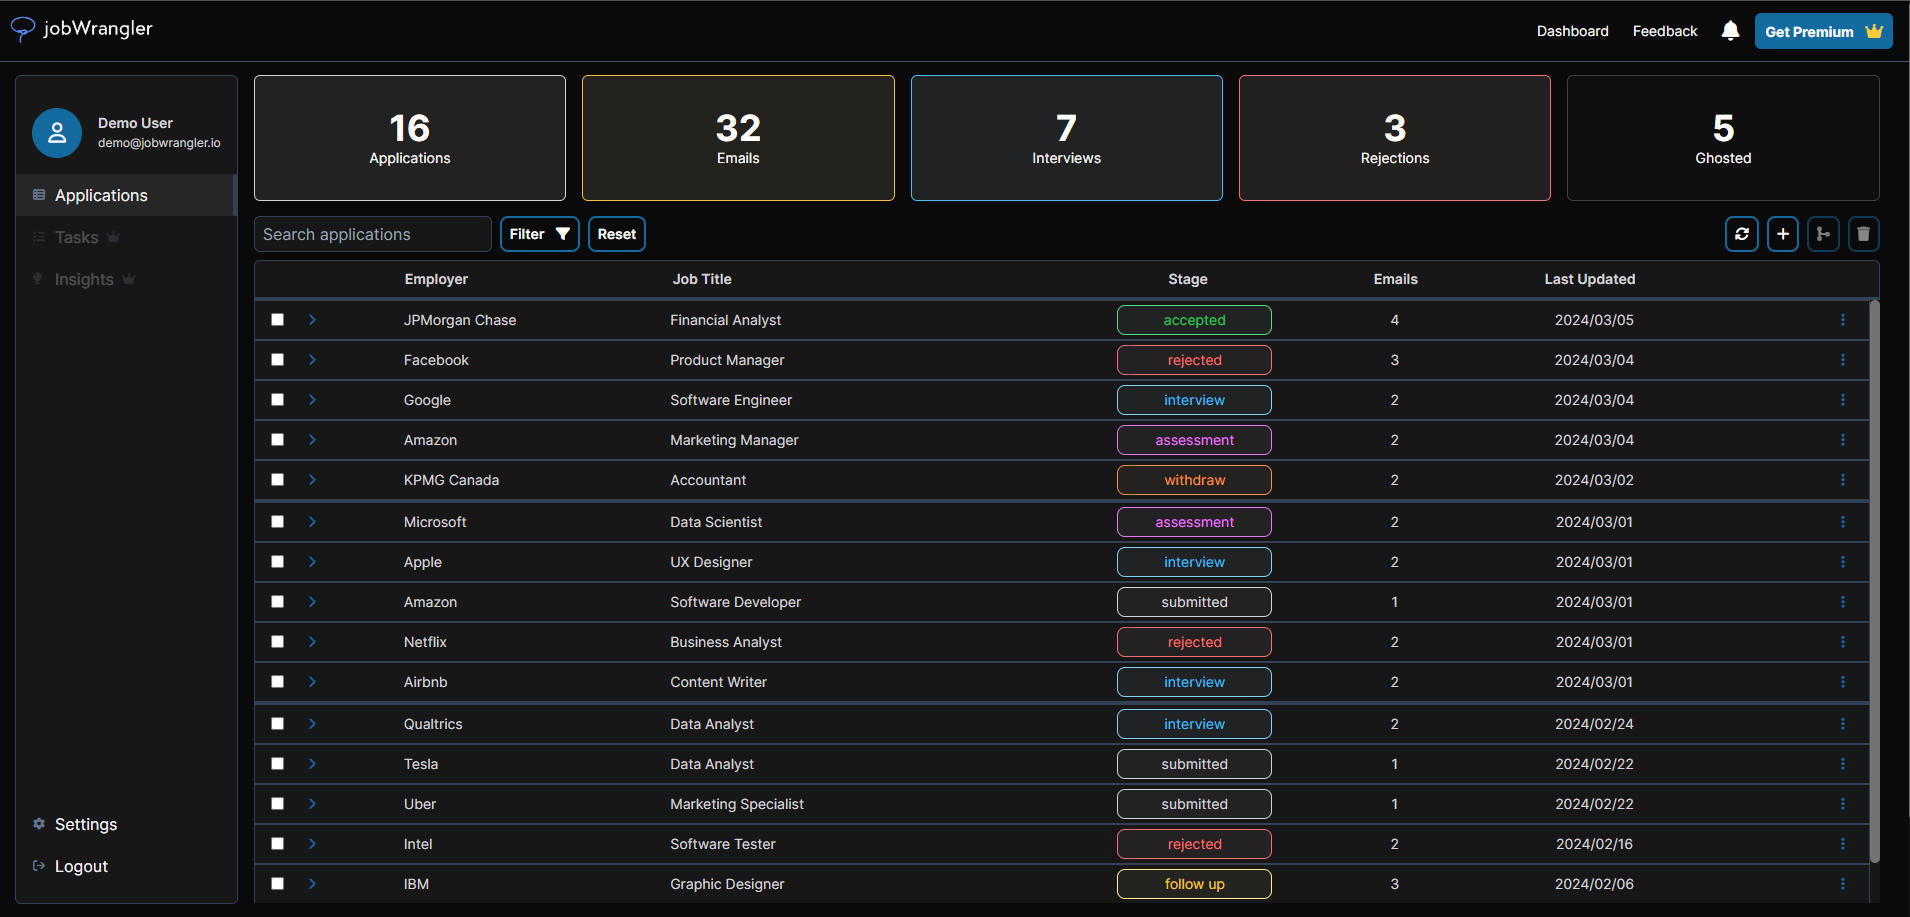 jobWrangler
Dashboard Feedback Get Premium
Demo User
demo@jobwrangler.io
Applications
Tasks
Insights
Settings
Logout
16 32 7 3 5
Applications Emails Interviews Rejections Ghosted
Search applications Filter Reset
Employer Job Title Stage Emails Last Updated
JPMorgan Chase Financial Analyst accepted 4 2024/03/05
Facebook Product Manager rejected 3 2024/03/04
Google Software Engineer interview 2 2024/03/04
Amazon Marketing Manager assessment 2 2024/03/04
KPMG Canada Accountant withdraw 2 2024/03/02
Microsoft Data Scientist assessment 2 2024/03/01
Apple UX Designer interview 2 2024/03/01
Amazon Software Developer submitted 1 2024/03/01
Netflix Business Analyst rejected 2 2024/03/01
Airbnb Content Writer interview 2 2024/03/01
Qualtrics Data Analyst interview 2 2024/02/24
Tesla Data Analyst submitted 1 2024/02/22
Uber Marketing Specialist submitted 1 2024/02/22
Intel Software Tester rejected 2 2024/02/16
IBM Graphic Designer follow up 3 2024/02/06